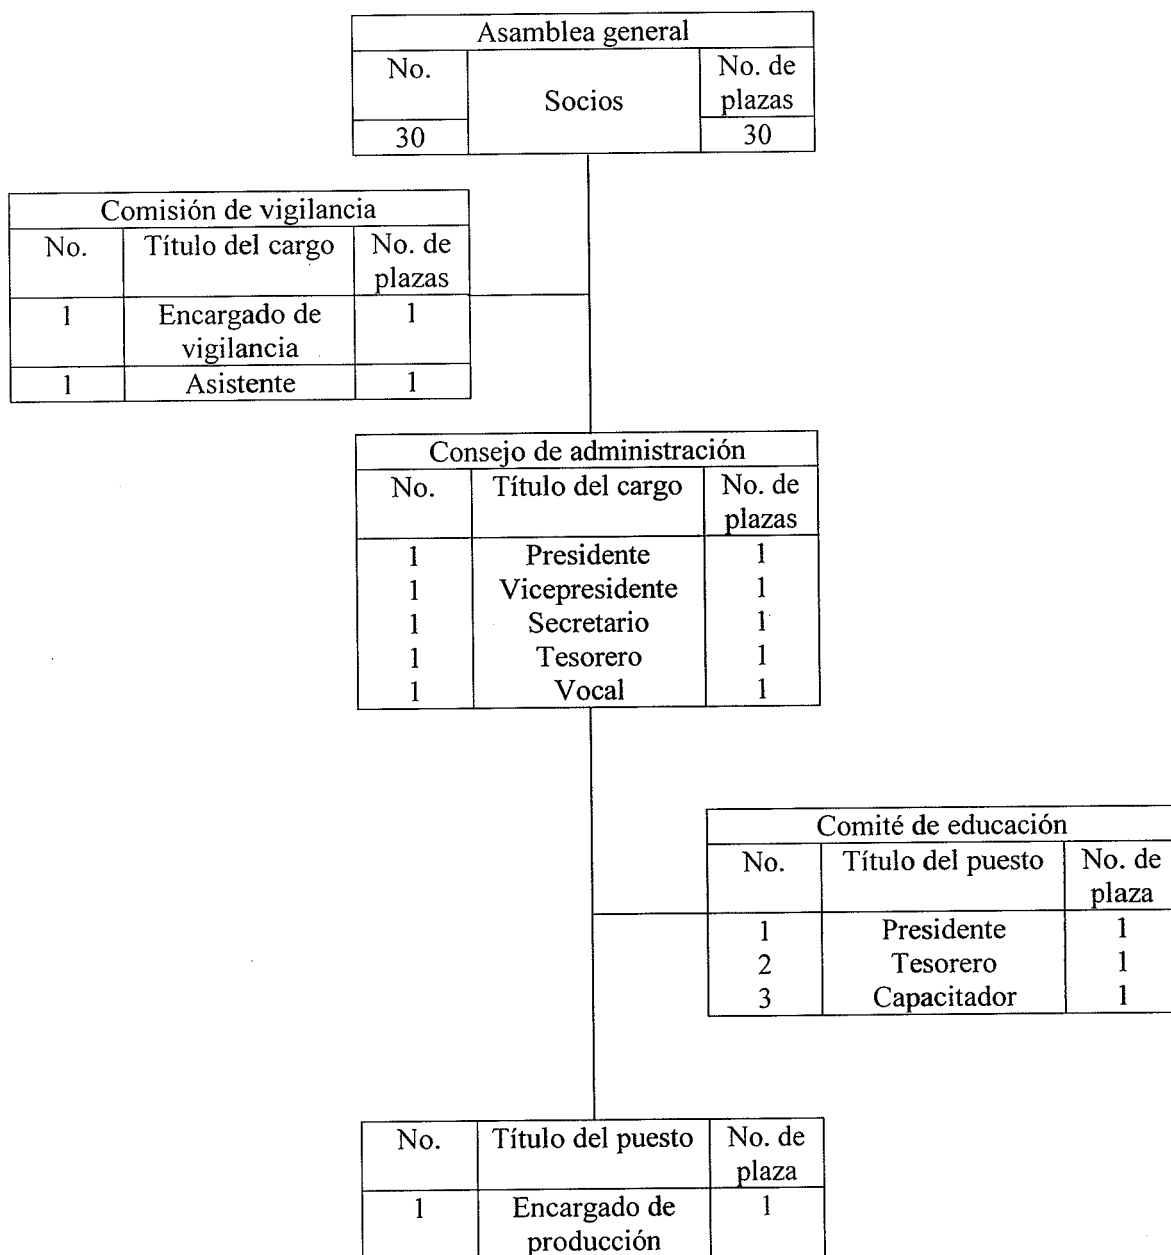 Asamblea general
No. Socios No. de
plazas
30 30
Comisión de vigilancia
No. Título del cargo No. de
plazas
1 Encargado de 1
vigilancia
1 Asistente 1
Consejo de administración
No. Título del cargo No. de
plazas
1 Presidente 1
1 Vicepresidente 1
1 Secretario 1
1 Tesorero 1
1 Vocal 1
Comité de educación
No. Título del puesto No. de
plaza
1 Presidente 1
2 Tesorero 1
3 Capacitador 1
No. Título del puesto No. de
plaza
1 Encargado de 1
producción